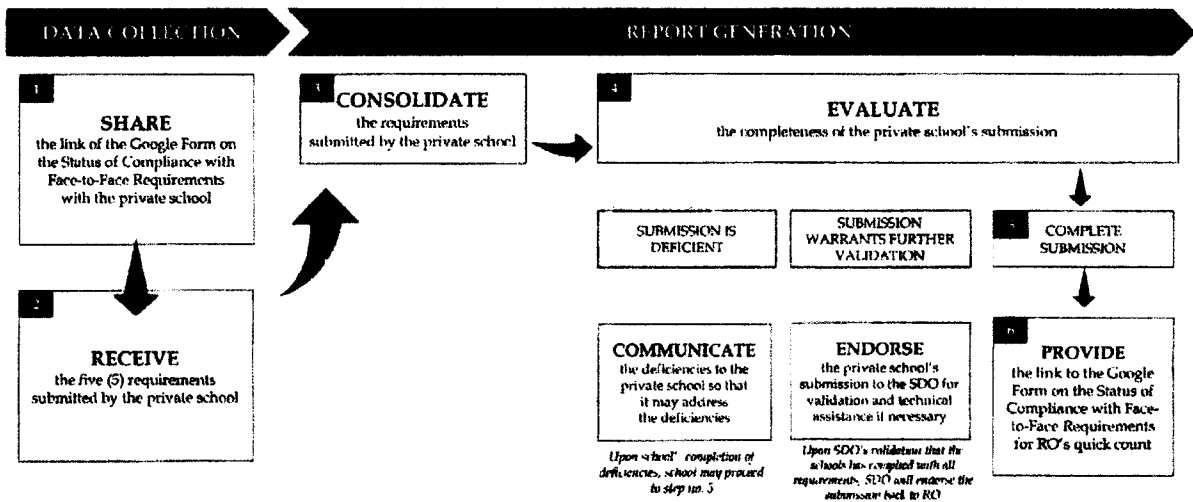 DATA COLLECTION
REPORT GENERATION
1
SHARE
the link of the Google Form on
the Status of Compliance with
Face-to-Face Requirements
with the private school
2
RECEIVE
the five (5) requirements
submitted by the private school
3
CONSOLIDATE
the requirements
submitted by the private school
4
EVALUATE
the completeness of the private school's submission
SUBMISSION IS
DEFICIENT
SUBMISSION
WARRANTS FURTHER
VALIDATION
5
COMPLETE
SUBMISSION
COMMUNICATE
the deficiencies to the
private school so that
it may address
the deficiencies
Upon school' completion of
deficiencies, school may proceed
to step no. 5
ENDORSE
the private school's
submission to the SDO for
validation and technical
assistance if necessary
Upon SDO's validation that the
schools has complied with all
requirements, SDO will endorse the
submission back to RO
6
PROVIDE
the link to the Google
Form on the Status of
Compliance with Face-
to-Face Requirements
for RO's quick count